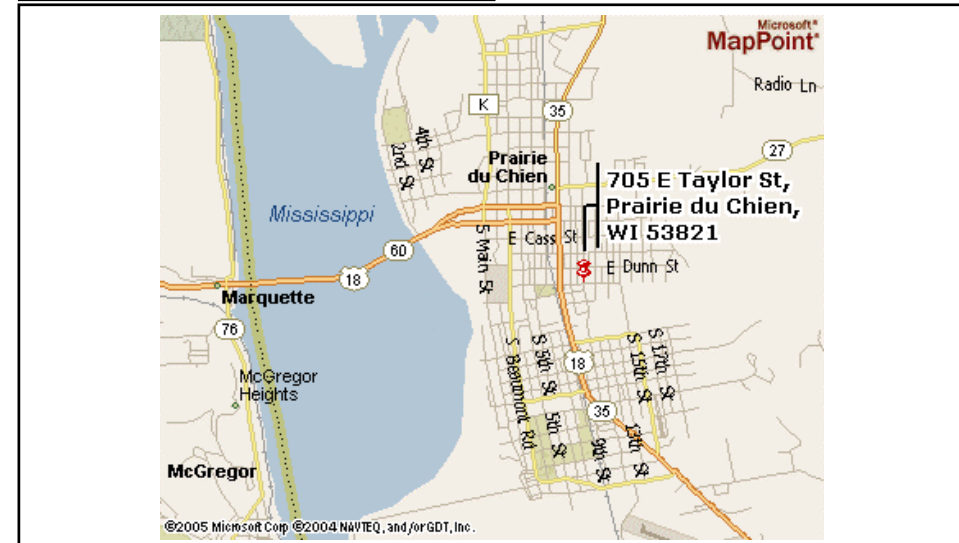 Microsoft®
MapPoint®
Radio Ln
K
35
4th St
2nd St
27
Prairie
du Chien
705 E Taylor St,
Prairie du Chien,
WI 53821
Mississippi
S Main St
E Cass St
60
E Dunn St
18
Marquette
76
S Beaumont Rd
S 5th St
18
S 15th St
S 17th St
McGregor
Heights
35
5th St
9th St
13th St
McGregor
©2005 Microsoft Corp ©2004 NAVTEQ, and/or GDT, Inc.